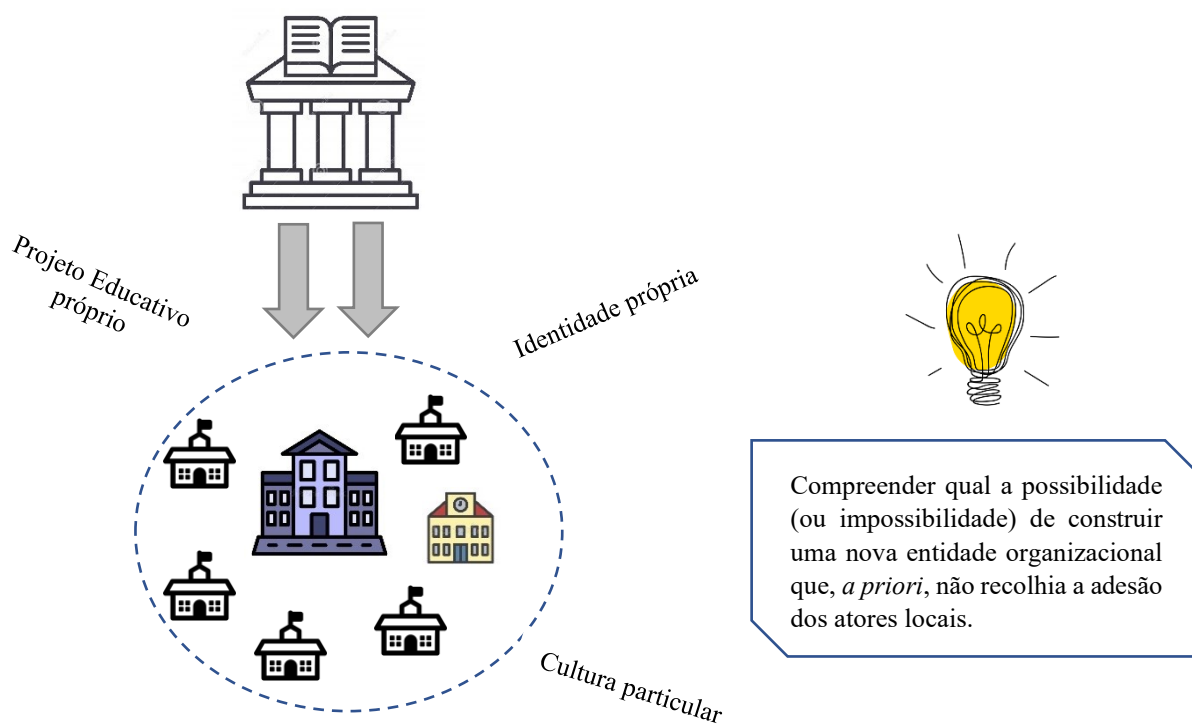 Projeto Educativo
próprio
Identidade própria
Compreender qual a possibilidade
(ou impossibilidade) de construir
uma nova entidade organizacional
que, a priori, não recolhia a adesão
dos atores locais.
Cultura particular